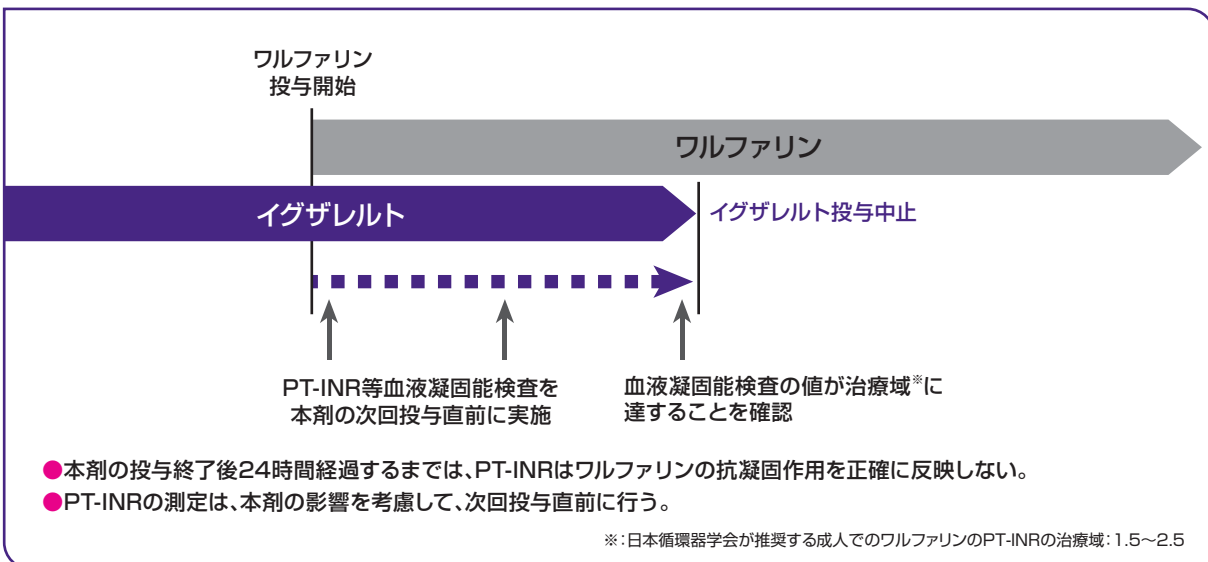 ワルファリン
投与開始
ワルファリン
イグザレルト
イグザレルト投与中止
PT-INR等血液凝固能検査を
本剤の次回投与直前に実施
血液凝固能検査の値が治療域※に
達することを確認
●本剤の投与終了後24時間経過するまでは、PT-INRはワルファリンの抗凝固作用を正確に反映しない。
●PT-INRの測定は、本剤の影響を考慮して、次回投与直前に行う。
※:日本循環器学会が推奨する成人でのワルファリンのPT-INRの治療域:1.5〜2.5